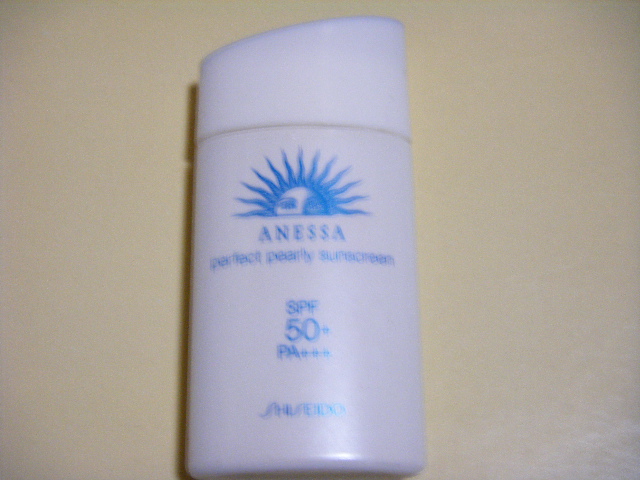 ANESSA
perfect pearly sunscreen
SPF
50+
PA+++
SHISEIDO